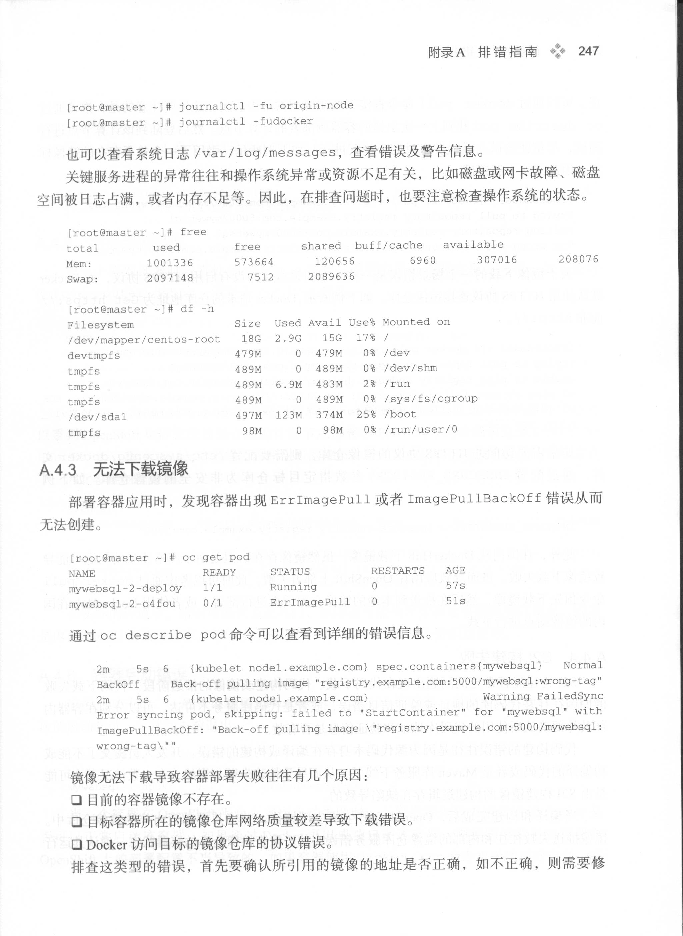 附录A 排错指南 247
[root@master ~]# journalctl -fu origin-node
[root@master ~]# journalctl -fudocker
也可以查看系统日志 /var/log/messages，查看错误及警告信息。
关键服务进程的异常往往和操作系统异常或资源不足有关，比如磁盘或网卡故障、磁盘
空间被日志占满，或者内存不足等。因此，在排查问题时，也要注意检查操作系统的状态。
[root@master ~]# free
total used free shared buff/cache available
Mem: 1001336 573664 120656 6960 307016 208076
Swap: 2097148 7512 2089636
[root@master ~]# df -h
Filesystem Size Used Avail Use% Mounted on
/dev/mapper/centos-root 18G 2.9G 15G 17% /
devtmpfs 479M 0 479M 0% /dev
tmpfs 489M 0 489M 0% /dev/shm
tmpfs 489M 6.9M 483M 2% /run
tmpfs 489M 0 489M 0% /sys/fs/cgroup
/dev/sda1 497M 123M 374M 25% /boot
tmpfs 98M 0 98M 0% /run/user/0
A.4.3 无法下载镜像
部署容器应用时，发现容器出现 ErrImagePull 或者 ImagePullBackOff 错误从而
无法创建。
[root@master ~]# oc get pod
NAME READY STATUS RESTARTS AGE
mywebsql-2-deploy 1/1 Running 0 57s
mywebsql-2-o4fou 0/1 ErrImagePull 0 51s
通过 oc describe pod 命令可以查看到详细的错误信息。
2m 5s 6 {kubelet node1.example.com} spec.containers{mywebsql} Normal
BackOff Back-off pulling image "registry.example.com:5000/mywebsql:wrong-tag"
2m 5s 6 {kubelet node1.example.com} Warning FailedSync
Error syncing pod, skipping: failed to "StartContainer" for "mywebsql" with
ImagePullBackOff: "Back-off pulling image \"registry.example.com:5000/mywebsql:
wrong-tag\""
镜像无法下载导致容器部署失败往往有几个原因：
❑ 目前的容器镜像不存在。
❑ 目标容器所在的镜像仓库网络质量较差导致下载错误。
❑ Docker 访问目标的镜像仓库的协议错误。
排查这类型的错误，首先要确认所引用的镜像的地址是否正确，如不正确，则需要修